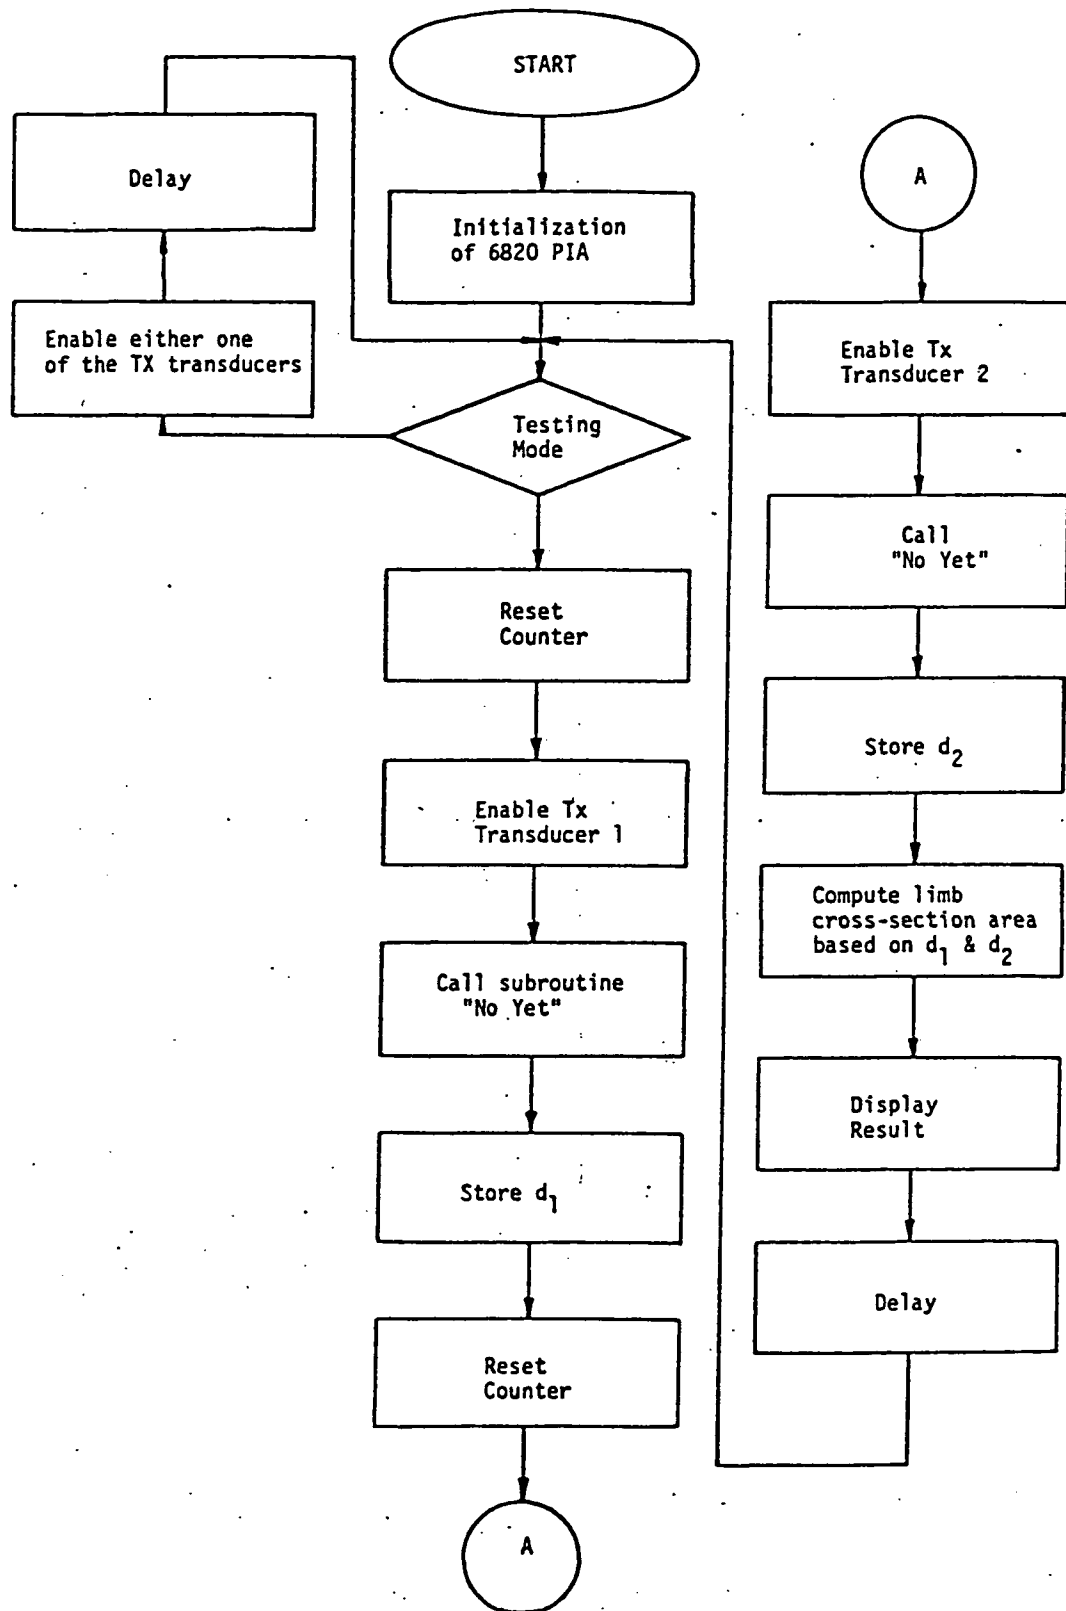 START
Initialization
of 6820 PIA
Delay
Enable either one
of the TX transducers
Testing
Mode
Reset
Counter
Enable Tx
Transducer 1
Call subroutine
"No Yet"
Store d1
Reset
Counter
A
A
Enable Tx
Transducer 2
Call
"No Yet"
Store d2
Compute limb
cross-section area
based on d1 & d2
Display
Result
Delay